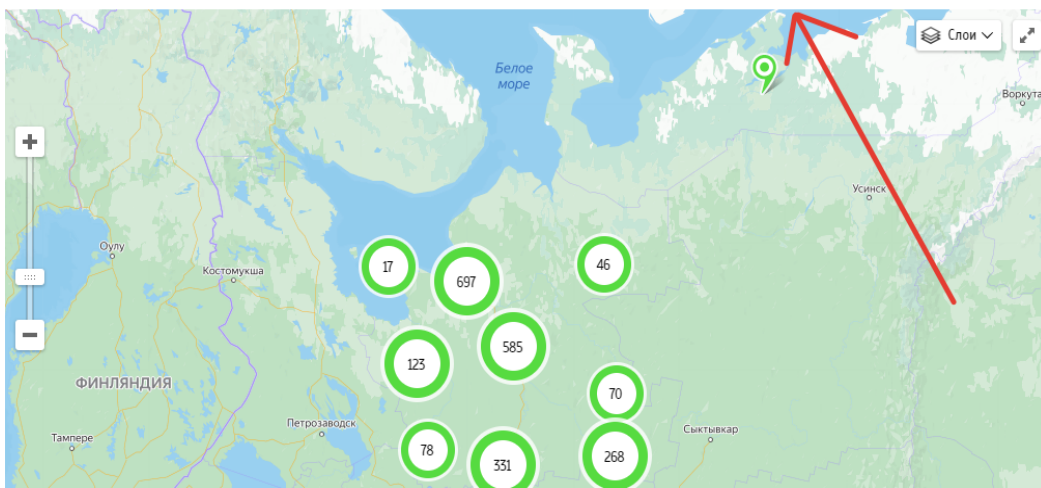 Слои
Белое
море
Воркута
Усинск
Оулу
Костомукша
17
697
46
585
123
ФИНЛЯНДИЯ
70
Петрозаводск
Сыктывкар
Тампере
78
331
268